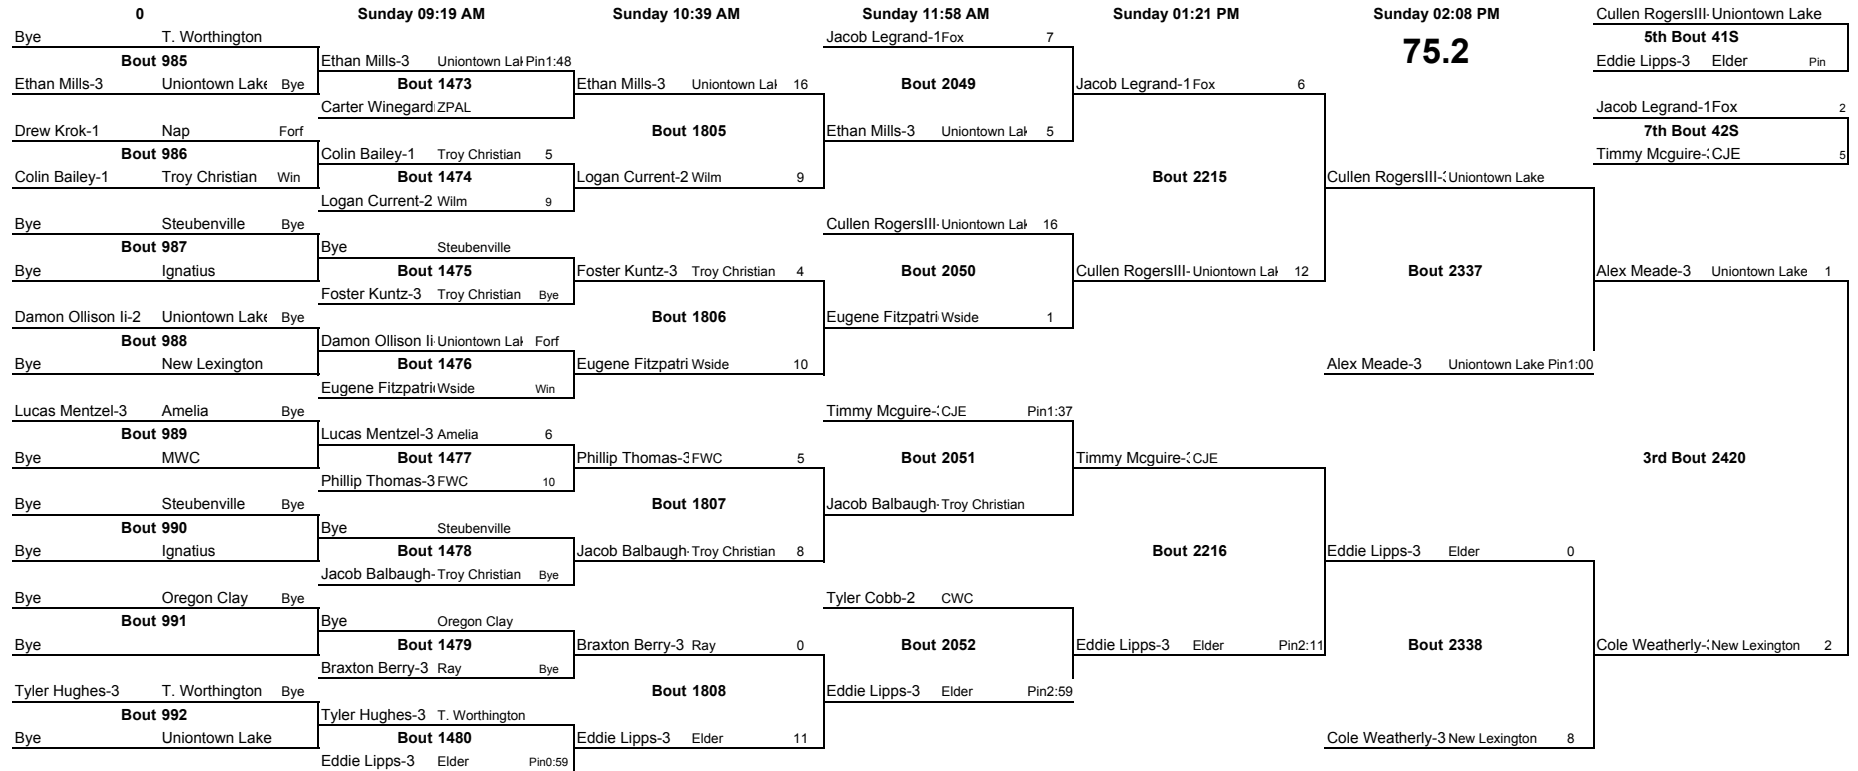 0 Sunday 09:19 AM Sunday 10:39 AM Sunday 11:58 AM Sunday 01:21 PM Sunday 02:08 PM Cullen RogersIII- Uniontown Lake
Bye T. Worthington Jacob Legrand-1 Fox 7 5th Bout 41S
75.2
Bout 985 Ethan Mills-3 Uniontown Lak Pin1:48 Eddie Lipps-3 Elder Pin
Ethan Mills-3 Uniontown Lake Bye Bout 1473 Ethan Mills-3 Uniontown Lak 16 Bout 2049 Jacob Legrand-1 Fox 6
Carter Winegard ZPAL Jacob Legrand-1 Fox 2
Drew Krok-1 Nap Forf Bout 1805 Ethan Mills-3 Uniontown Lak 5 7th Bout 42S
Bout 986 Colin Bailey-1 Troy Christian 5 Timmy Mcguire- CJE 5
Colin Bailey-1 Troy Christian Win Bout 1474 Logan Current-2 Wilm 9 Bout 2215 Cullen RogersIII- Uniontown Lake
Logan Current-2 Wilm 9
Bye Steubenville Bye Cullen RogersIII- Uniontown Lak 16
Bout 987 Bye Steubenville
Bye Ignatius Bout 1475 Foster Kuntz-3 Troy Christian 4 Bout 2050 Cullen RogersIII- Uniontown Lak 12 Bout 2337 Alex Meade-3 Uniontown Lake 1
Foster Kuntz-3 Troy Christian Bye
Damon Ollison Ii-2 Uniontown Lake Bye Bout 1806 Eugene Fitzpatri Wside 1
Bout 988 Damon Ollison Ii- Uniontown Lak Forf
Bye New Lexington Bout 1476 Eugene Fitzpatri Wside 10 Alex Meade-3 Uniontown Lake Pin1:00
Eugene Fitzpatri Wside Win
Lucas Mentzel-3 Amelia Bye Timmy Mcguire- CJE Pin1:37
Bout 989 Lucas Mentzel-3 Amelia 6
Bye MWC Bout 1477 Phillip Thomas-3 FWC 5 Bout 2051 Timmy Mcguire- CJE 3rd Bout 2420
Phillip Thomas-3 FWC 10
Bye Steubenville Bye Bout 1807 Jacob Balbaugh- Troy Christian
Bout 990 Bye Steubenville
Bye Ignatius Bout 1478 Jacob Balbaugh- Troy Christian 8 Bout 2216 Eddie Lipps-3 Elder 0
Jacob Balbaugh- Troy Christian Bye
Bye Oregon Clay Bye Tyler Cobb-2 CWC
Bout 991 Bye Oregon Clay
Bye Bout 1479 Braxton Berry-3 Ray 0 Bout 2052 Eddie Lipps-3 Elder Pin2:11 Bout 2338 Cole Weatherly- New Lexington 2
Braxton Berry-3 Ray Bye
Tyler Hughes-3 T. Worthington Bye Bout 1808 Eddie Lipps-3 Elder Pin2:59
Bout 992 Tyler Hughes-3 T. Worthington
Bye Uniontown Lake Bout 1480 Eddie Lipps-3 Elder 11 Cole Weatherly-3 New Lexington 8
Eddie Lipps-3 Elder Pin0:59